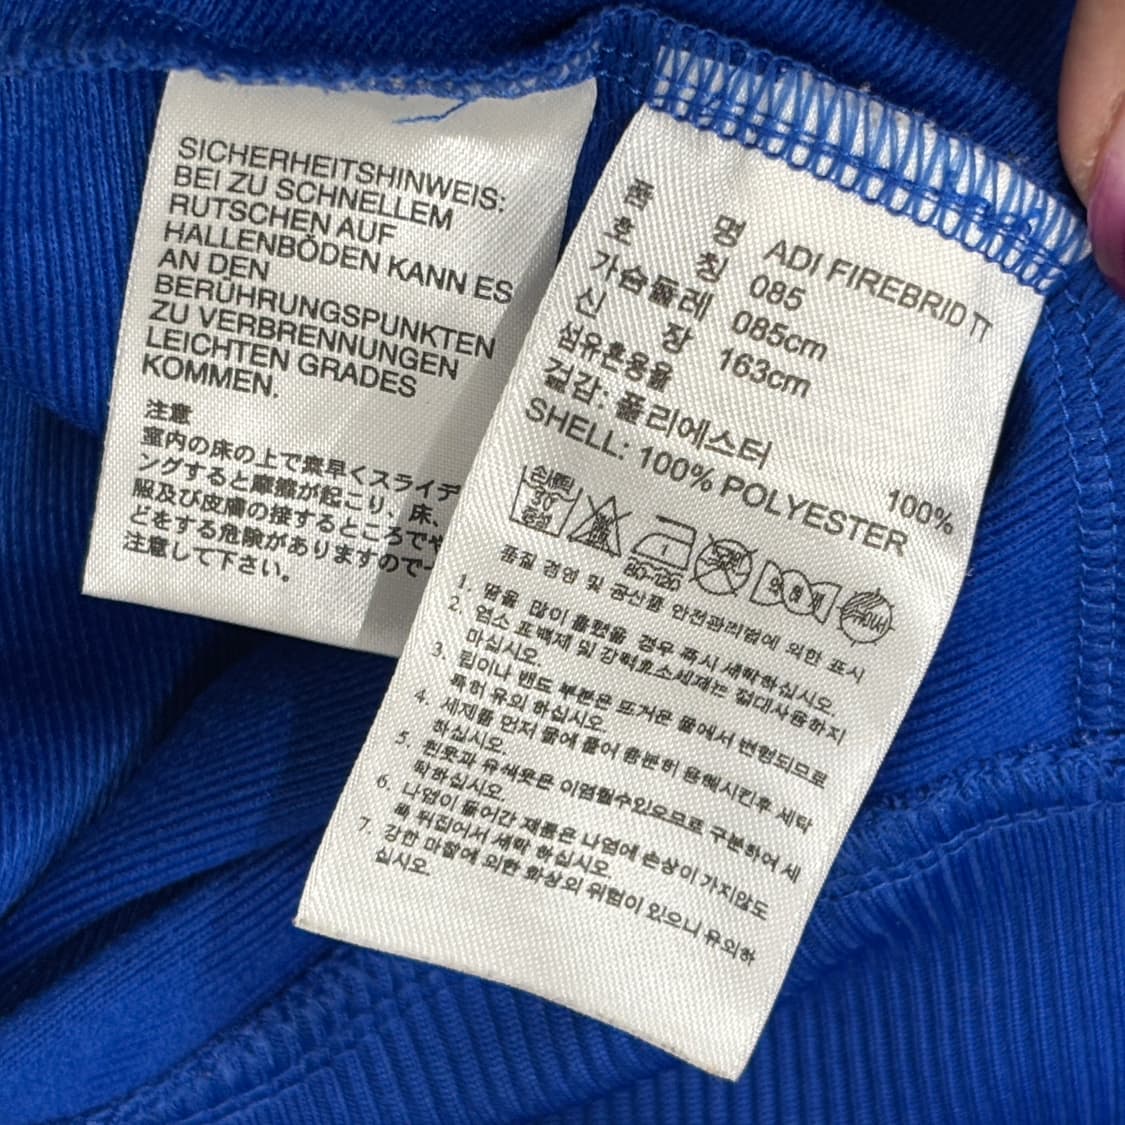 SICHERHEITSHINWEIS:
BEI ZU SCHNELLEM
RUTSCHEN AUF
HALLENBÖDEN KANN ES
AN DEN
BERÜHRUNGSPUNKTEN
ZU VERBRENNUNGEN
LEICHTEN GRADES
KOMMEN.
注意
室内の床の上で素早くスライデ
ングすると摩擦が起こり、床、
服及び皮膚の接するところでや
どをする危険がありますので
注意して下さい。
품 명 ADI FIREBRID TT
호 칭 085
가슴둘레 085cm
신 장 163cm
섬유혼용율
겉감: 폴리에스터 100%
SHELL: 100% POLYESTER
손세탁
30°
중성
80~120
품질 경영 및 공산품 안전관리법에 의한 표시
1. 땀을 많이 흘렸을 경우 즉시 세탁하십시오.
2. 염소 표백제 및 강력효소세제는 절대사용하지
마십시오.
3. 림이나 밴드 부분은 뜨거운 물에서 변형되므로
특히 유의 하십시오.
4. 세제를 먼저 물에 풀어 충분히 용해시킨후 세탁
하십시오.
5. 흰옷과 유색옷은 이염될수있으므로 구분하여 세
탁하십시오.
6. 나염이 들어간 제품은 나염에 손상이 가지않도
록 뒤집어서 세탁 하십시오.
7. 강한 마찰에 의한 화상의 위험이 있으니 유의하
십시오.